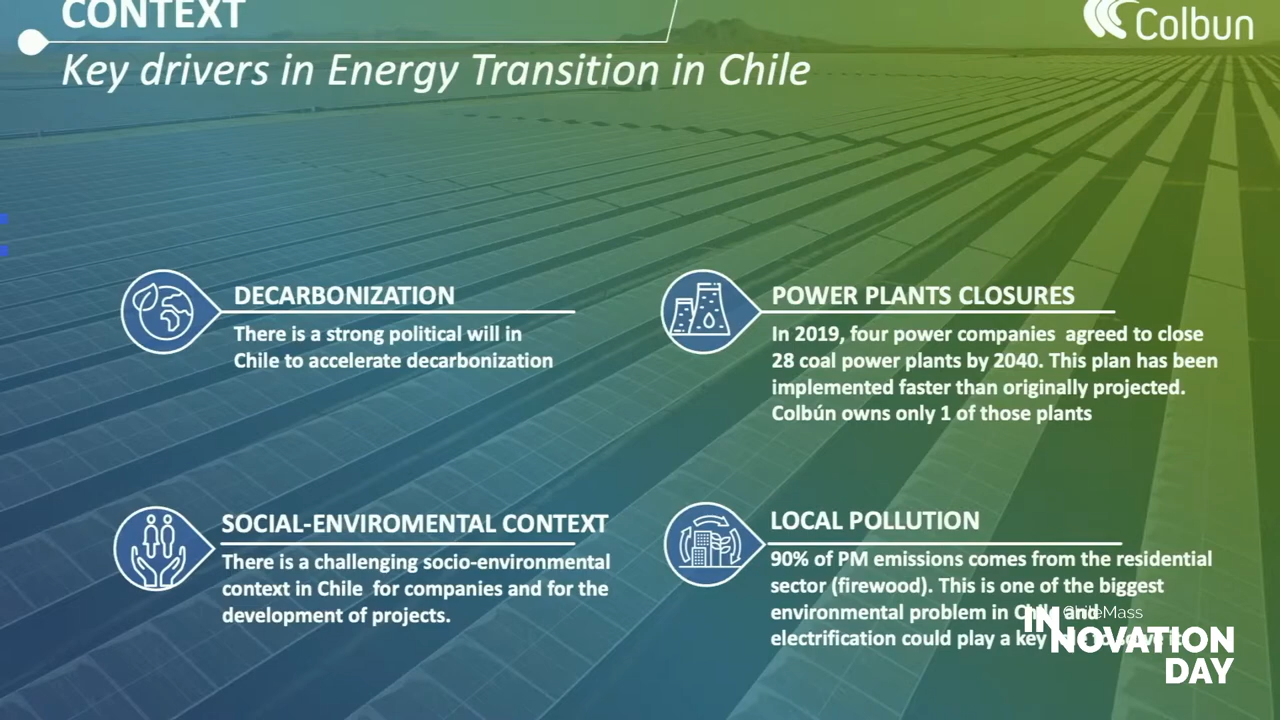 CONTEXT
Colbun
Key drivers in Energy Transition in Chile
DECARBONIZATION
There is a strong political will in
Chile to accelerate decarbonization
POWER PLANTS CLOSURES
In 2019, four power companies agreed to close
28 coal power plants by 2040. This plan has been
implemented faster than originally projected.
Colbún owns only 1 of those plants
SOCIAL-ENVIROMENTAL CONTEXT
There is a challenging socio-environmental
context in Chile for companies and for the
development of projects.
LOCAL POLLUTION
90% of PM emissions comes from the residential
sector (firewood). This is one of the biggest
environmental problem in Chile and
electrification could play a key
ChileMass
INNOVATION
DAY